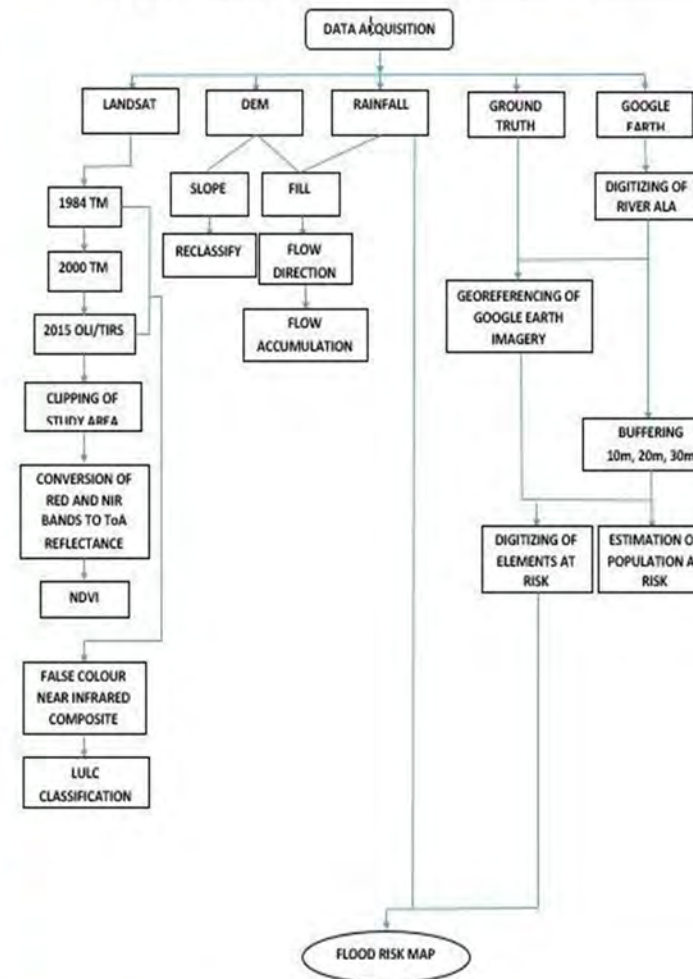 DATA ACQUISITION
LANDSAT
DEM
RAINFALL
GROUND
TRUTH
GOOGLE
EARTH
1984 TM
SLOPE
FILL
DIGITIZING OF
RIVER ALA
2000 TM
RECLASSIFY
FLOW
DIRECTION
2015 OLI/TIRS
FLOW
ACCUMULATION
GEOREFERENCING OF
GOOGLE EARTH
IMAGERY
CLIPPING OF
STUDY AREA
BUFFERING
10m, 20m, 30m
CONVERSION OF
RED AND NIR
BANDS TO ToA
REFLECTANCE
DIGITIZING OF
ELEMENTS AT
RISK
ESTIMATION O
POPULATION A
RISK
NDVI
FALSE COLOUR
NEAR INFRARED
COMPOSITE
LULC
CLASSIFICATION
FLOOD RISK MAP